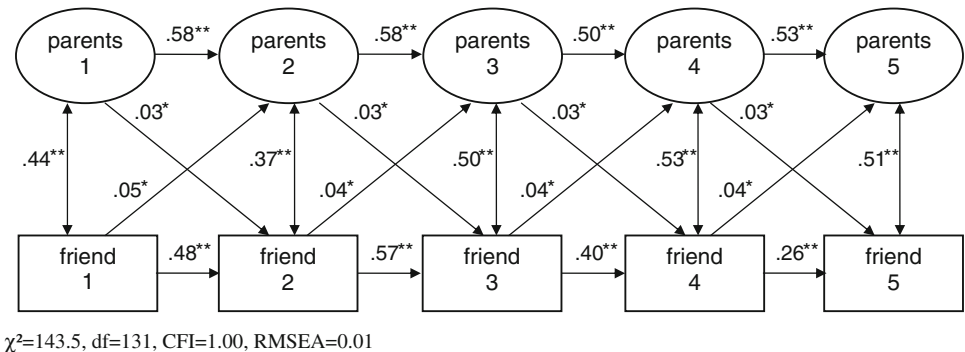 parents parents parents parents parents
1 2 3 4 5
.58** .58** .50** .53**
.03* .03* .03* .03*
.44** .37** .50** .53** .51**
.05* .04* .04* .04*
friend friend friend friend friend
1 2 3 4 5
.48** .57** .40** .26**
χ²=143.5, df=131, CFI=1.00, RMSEA=0.01